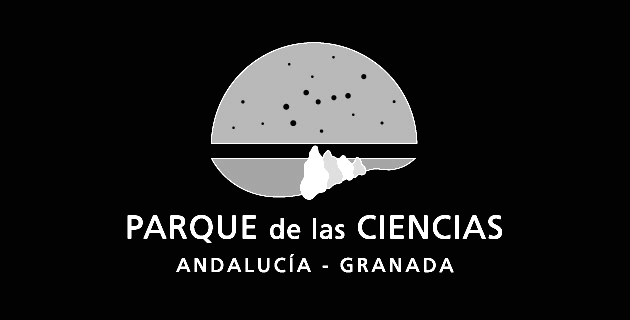 PARQUE de las CIENCIAS
ANDALUCÍA - GRANADA